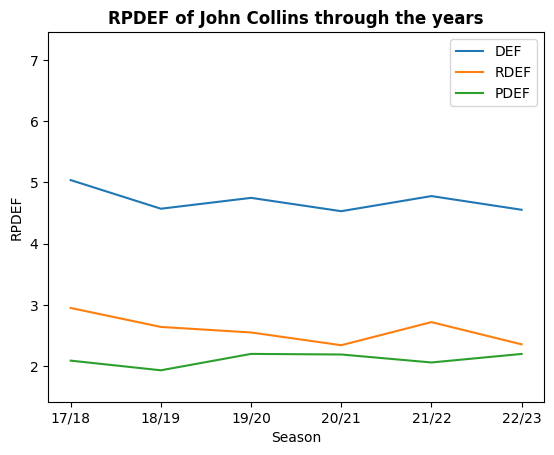 RPDEF of John Collins through the years
DEF
RDEF
PDEF
7
6
5
4
3
2
RPDEF
17/18 18/19 19/20 20/21 21/22 22/23
Season